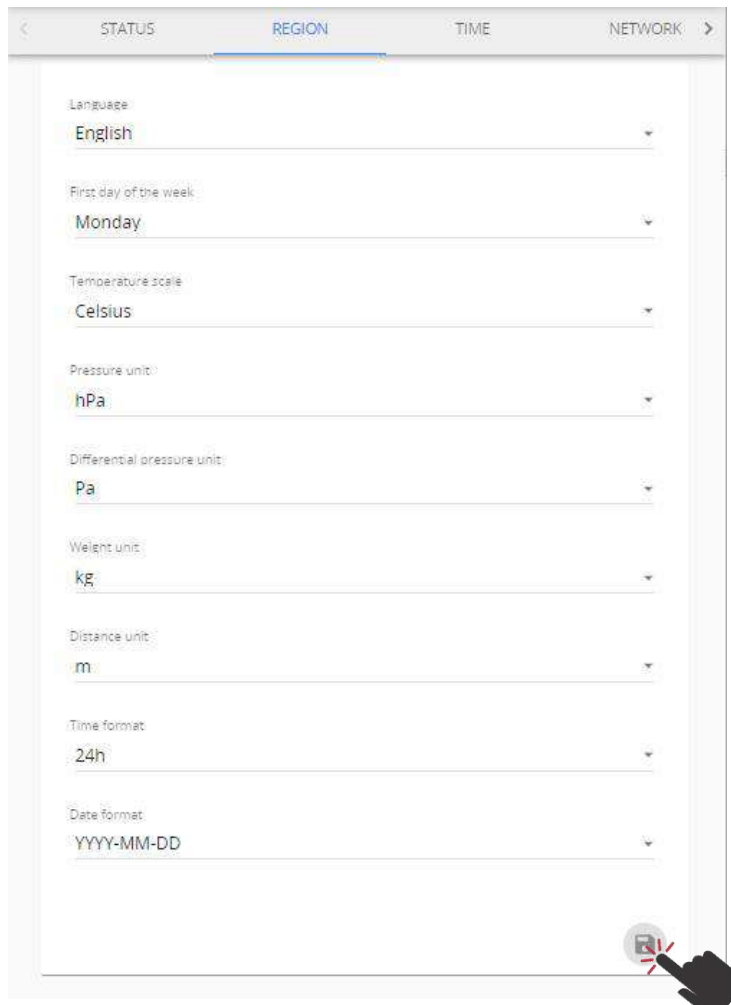 STATUS REGION TIME NETWORK
Language
English
First day of the week
Monday
Temperature scale
Celsius
Pressure unit
hPa
Differential pressure unit
Pa
Weight unit
kg
Distance unit
m
Time format
24h
Date format
YYYY-MM-DD